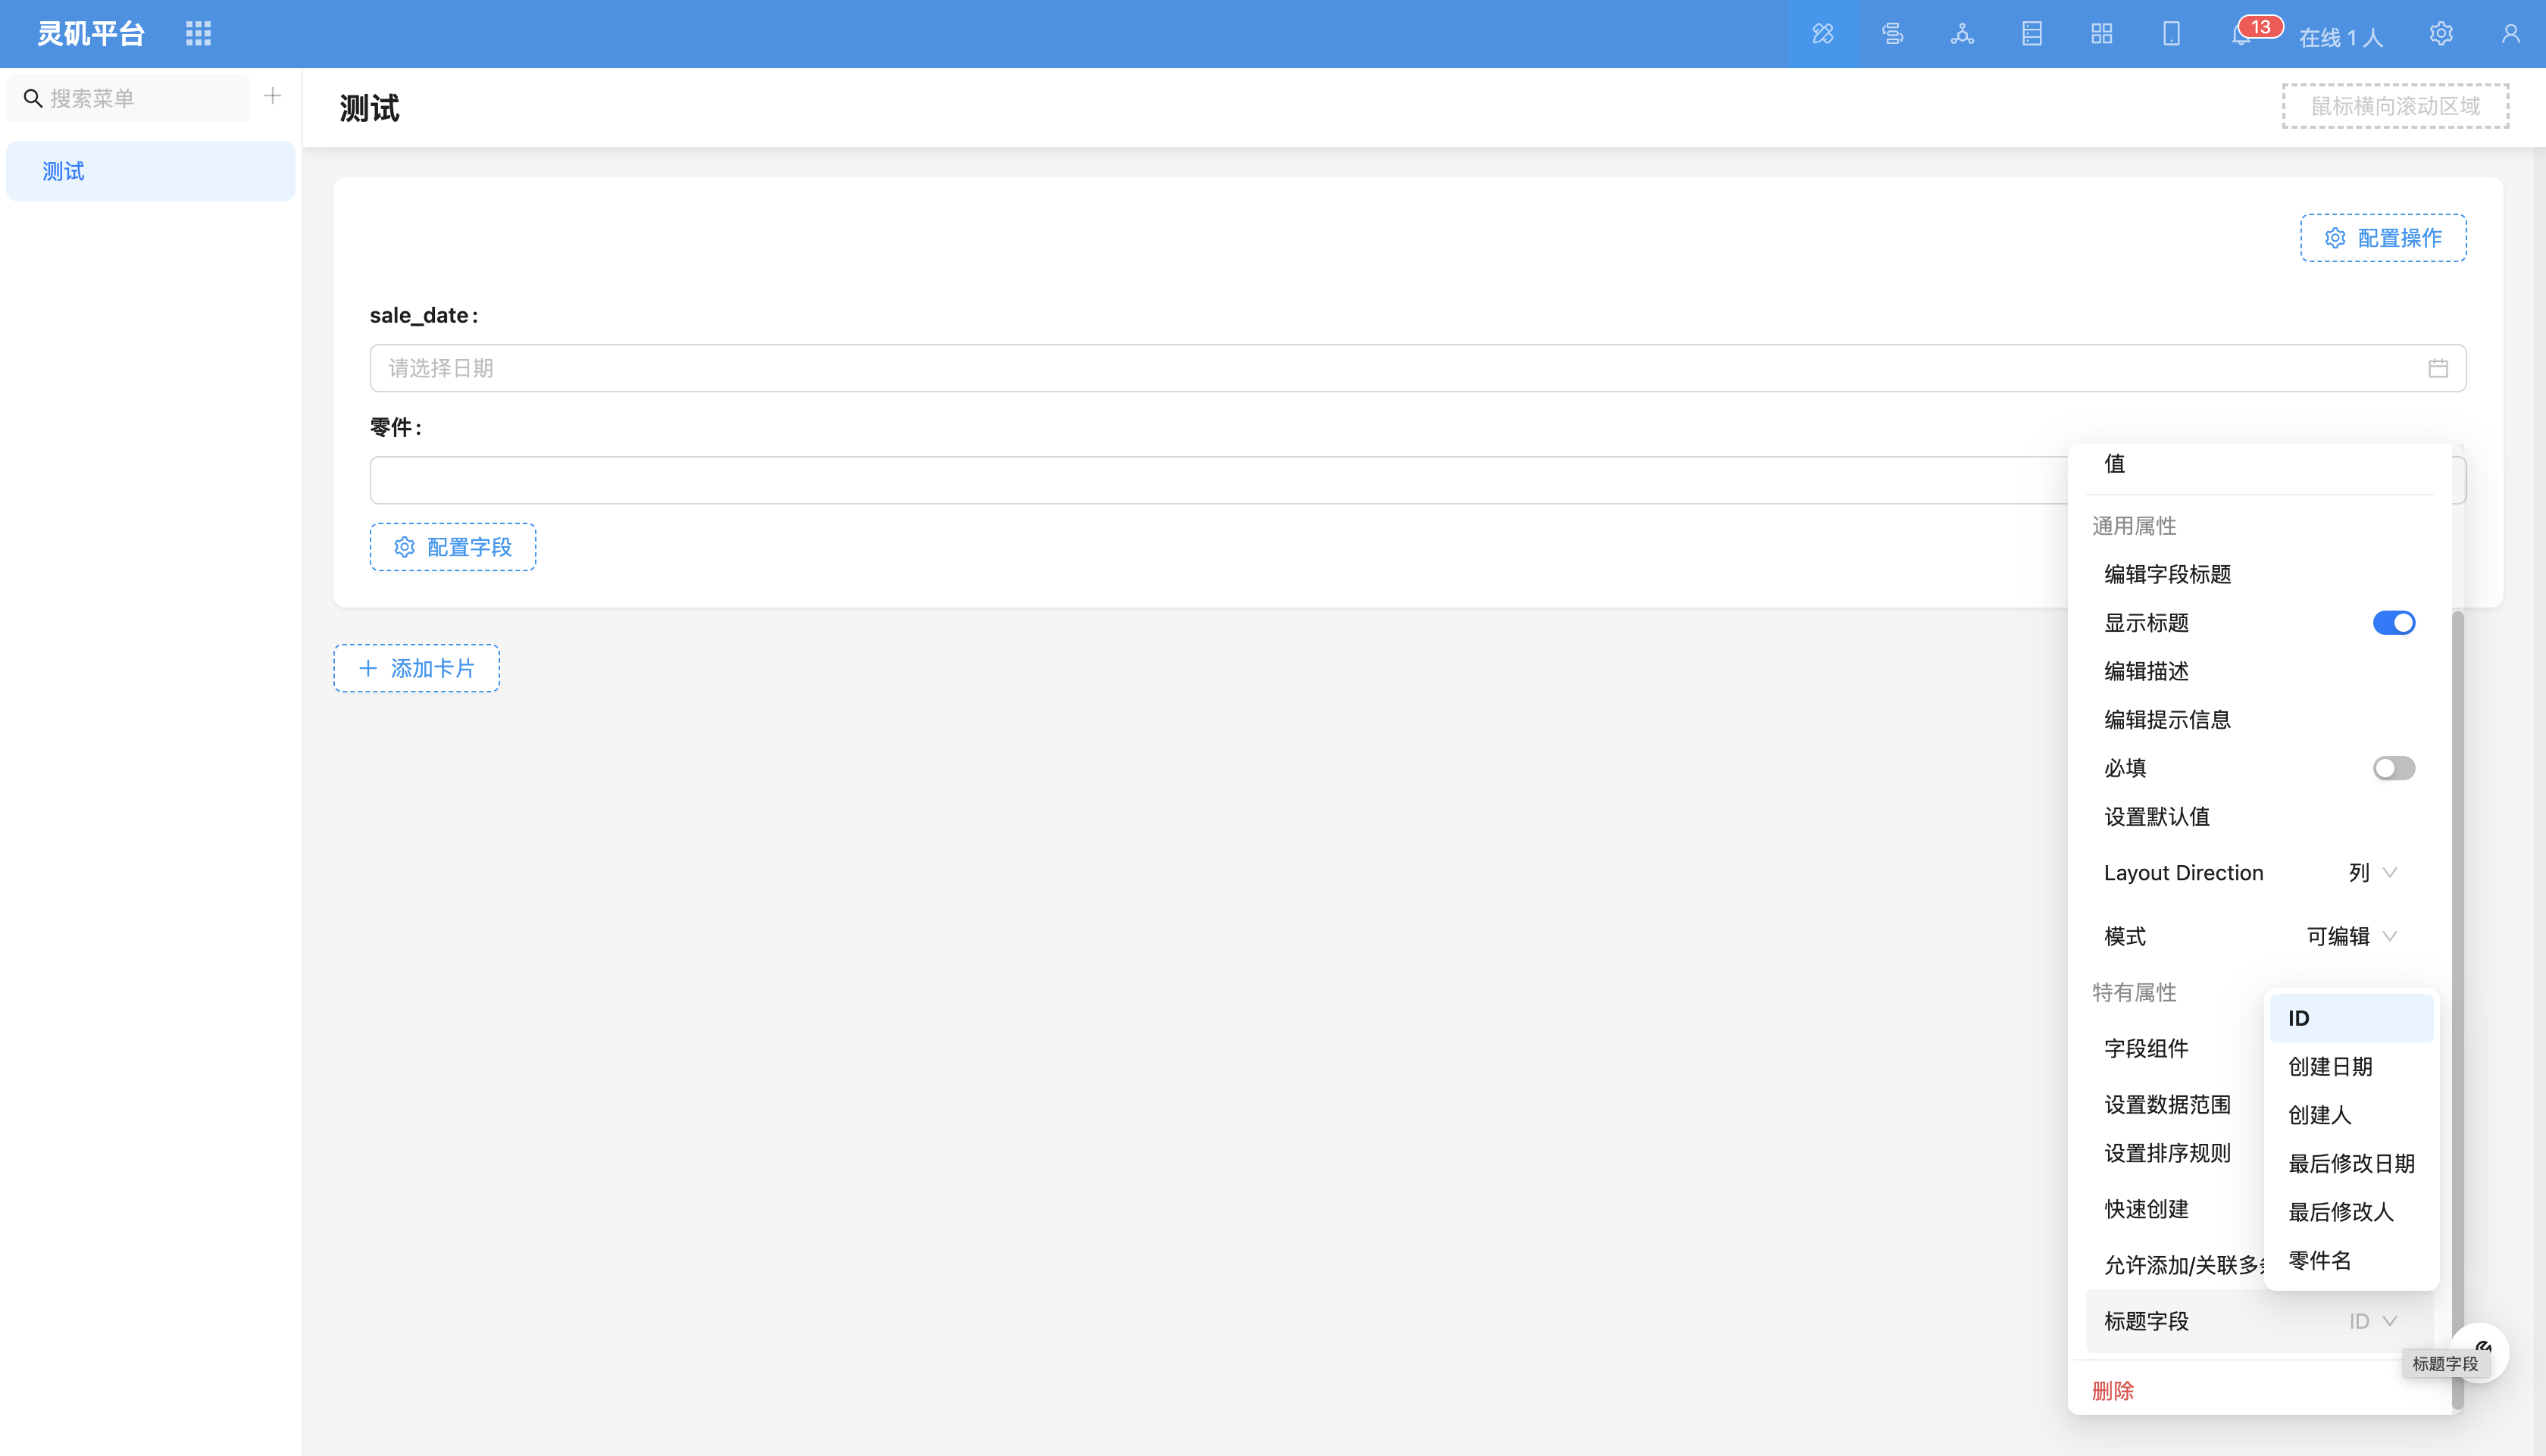 灵矶平台
13
在线 1 人
搜索菜单
测试
测试
鼠标横向滚动区域
配置操作
sale_date:
请选择日期
零件:
配置字段
添加卡片
值
通用属性
编辑字段标题
显示标题
编辑描述
编辑提示信息
必填
设置默认值
Layout Direction 列
模式 可编辑
特有属性
字段组件
设置数据范围
设置排序规则
快速创建
允许添加/关联多
标题字段 ID
删除
ID
创建日期
创建人
最后修改日期
最后修改人
零件名
标题字段